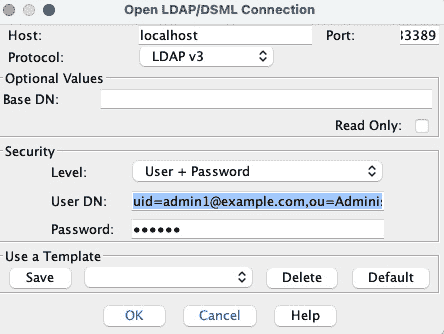 Open LDAP/DSML Connection
Host: localhost Port: 33389
Protocol: LDAP v3
Optional Values
Base DN:
Read Only:
Security
Level: User + Password
User DN: uid=admin1@example.com,ou=Adminis
Password: ••••••
Use a Template
Save Delete Default
OK Cancel Help